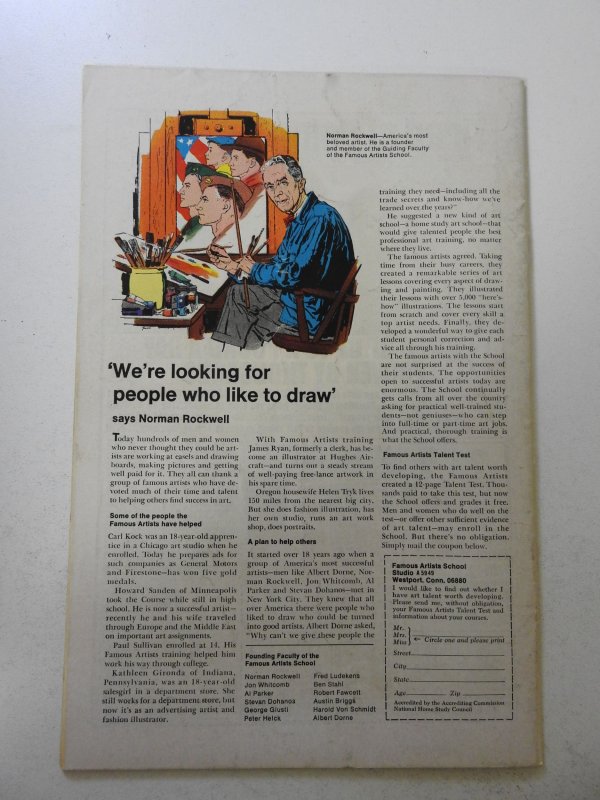 Norman Rockwell—America's most
beloved artist. He is a founder
and member of the Guiding Faculty
of the Famous Artists School.
'We're looking for
people who like to draw'
says Norman Rockwell
Today hundreds of men and women
who never thought they could be art-
ists are working at easels and drawing
boards, making pictures and getting
well paid for it. They all can thank a
group of famous artists who have de-
voted much of their time and talent
to helping others find success in art.
Some of the people the
Famous Artists have helped
Carl Kock was an 18-year-old appren-
tice in a Chicago art studio when he
enrolled. Today he prepares ads for
such companies as General Motors
and Firestone—has won five gold
medals.
Howard Sanden of Minneapolis
took the Course while still in high
school. He is now a successful artist—
recently he and his wife traveled
through Europe and the Middle East
on important art assignments.
Paul Sullivan enrolled at 14. His
Famous Artists training helped him
work his way through college.
Kathleen Gironda of Indiana,
Pennsylvania, was an 18-year-old
salesgirl in a department store. She
still works for a department store, but
now it's as an advertising artist and
fashion illustrator.
With Famous Artists training
James Ryan, formerly a clerk, has be-
come an illustrator at Hughes Air-
craft—and turns out a steady stream
of well-paying free-lance artwork in
his spare time.
Oregon housewife Helen Tryk lives
150 miles from the nearest big city.
But she does fashion illustration, has
her own studio, runs an art work
shop, does portraits.
A plan to help others
It started over 18 years ago when a
group of America's most successful
artists—men like Albert Dorne, Nor-
man Rockwell, Jon Whitcomb, Al
Parker and Stevan Dohanos—met in
New York City. They knew that all
over America there were people who
liked to draw who could be turned
into good artists. Albert Dorne asked,
"Why can't we give these people the
Founding Faculty of the
Famous Artists School
Norman Rockwell
Jon Whitcomb
Al Parker
Stevan Dohanos
George Giusti
Peter Helck
Fred Ludekens
Ben Stahl
Robert Fawcett
Austin Briggs
Harold Von Schmidt
Albert Dorne
training they need—including all the
trade secrets and know-how we've
learned over the years?"
He suggested a new kind of art
school—a home study art school—that
would give talented people the best
professional art training, no matter
where they live.
The famous artists agreed. Taking
time from their busy careers, they
created a remarkable series of art
lessons covering every aspect of draw-
ing and painting. They illustrated
their lessons with over 5,000 "here's-
how" illustrations. The lessons start
from scratch and cover every skill a
top artist needs. Finally, they de-
veloped a wonderful way to give each
student personal correction and ad-
vice all through his training.
The famous artists with the School
are not surprised at the success of
their students. The opportunities
open to successful artists today are
enormous. The School continually
gets calls from all over the country
asking for practical well-trained stu-
dents—not geniuses—who can step
into full-time or part-time art jobs.
And practical, thorough training is
what the School offers.
Famous Artists Talent Test
To find others with art talent worth
developing, the Famous Artists
created a 12-page Talent Test. Thou-
sands paid to take this test, but now
the School offers and grades it free.
Men and women who do well on the
test—or offer other sufficient evidence
of art talent—may enroll in the
School. But there's no obligation.
Simply mail the coupon below.
Famous Artists School
Studio A5949
Westport, Conn. 06880
I would like to find out whether I
have art talent worth developing.
Please send me, without obligation,
your Famous Artists Talent Test and
information about your courses.
Mr.
Mrs. ← Circle one and please print
Miss
Street
City
State
Age Zip
Accredited by the Accrediting Commission
National Home Study Council